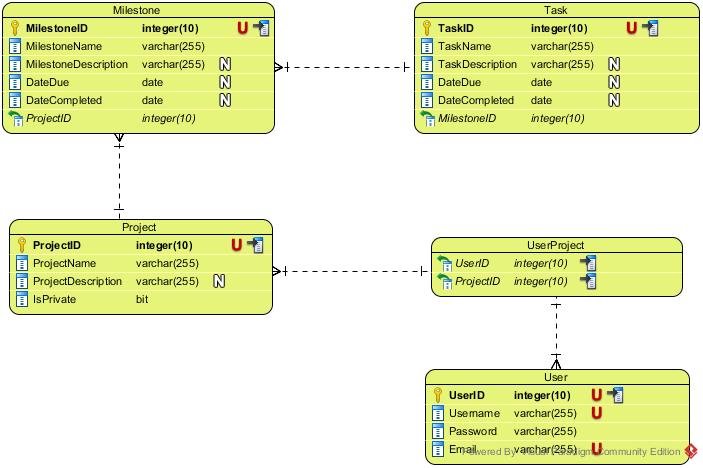 Milestone
MilestoneID integer(10) U
MilestoneName varchar(255)
MilestoneDescription varchar(255) N
DateDue date N
DateCompleted date N
ProjectID integer(10)
Task
TaskID integer(10) U
TaskName varchar(255)
TaskDescription varchar(255) N
DateDue date N
DateCompleted date N
MilestoneID integer(10)
Project
ProjectID integer(10) U
ProjectName varchar(255)
ProjectDescription varchar(255) N
IsPrivate bit
UserProject
UserID integer(10)
ProjectID integer(10)
User
UserID integer(10) U
Username varchar(255) U
Password varchar(255)
Email varchar(255) U
Powered By Visual Paradigm Community Edition